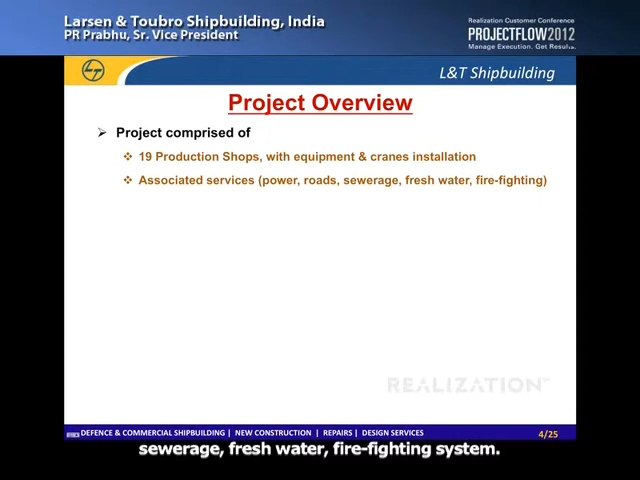 Larsen & Toubro Shipbuilding, India
PR Prabhu, Sr. Vice President
Realization Customer Conference
PROJECTFLOW2012
Manage Execution. Get Results.
L&T Shipbuilding
Project Overview
Project comprised of
19 Production Shops, with equipment & cranes installation
Associated services (power, roads, sewerage, fresh water, fire-fighting)
REALIZATION
DEFENCE & COMMERCIAL SHIPBUILDING | NEW CONSTRUCTION | REPAIRS | DESIGN SERVICES
4/25
sewerage, fresh water, fire-fighting system.